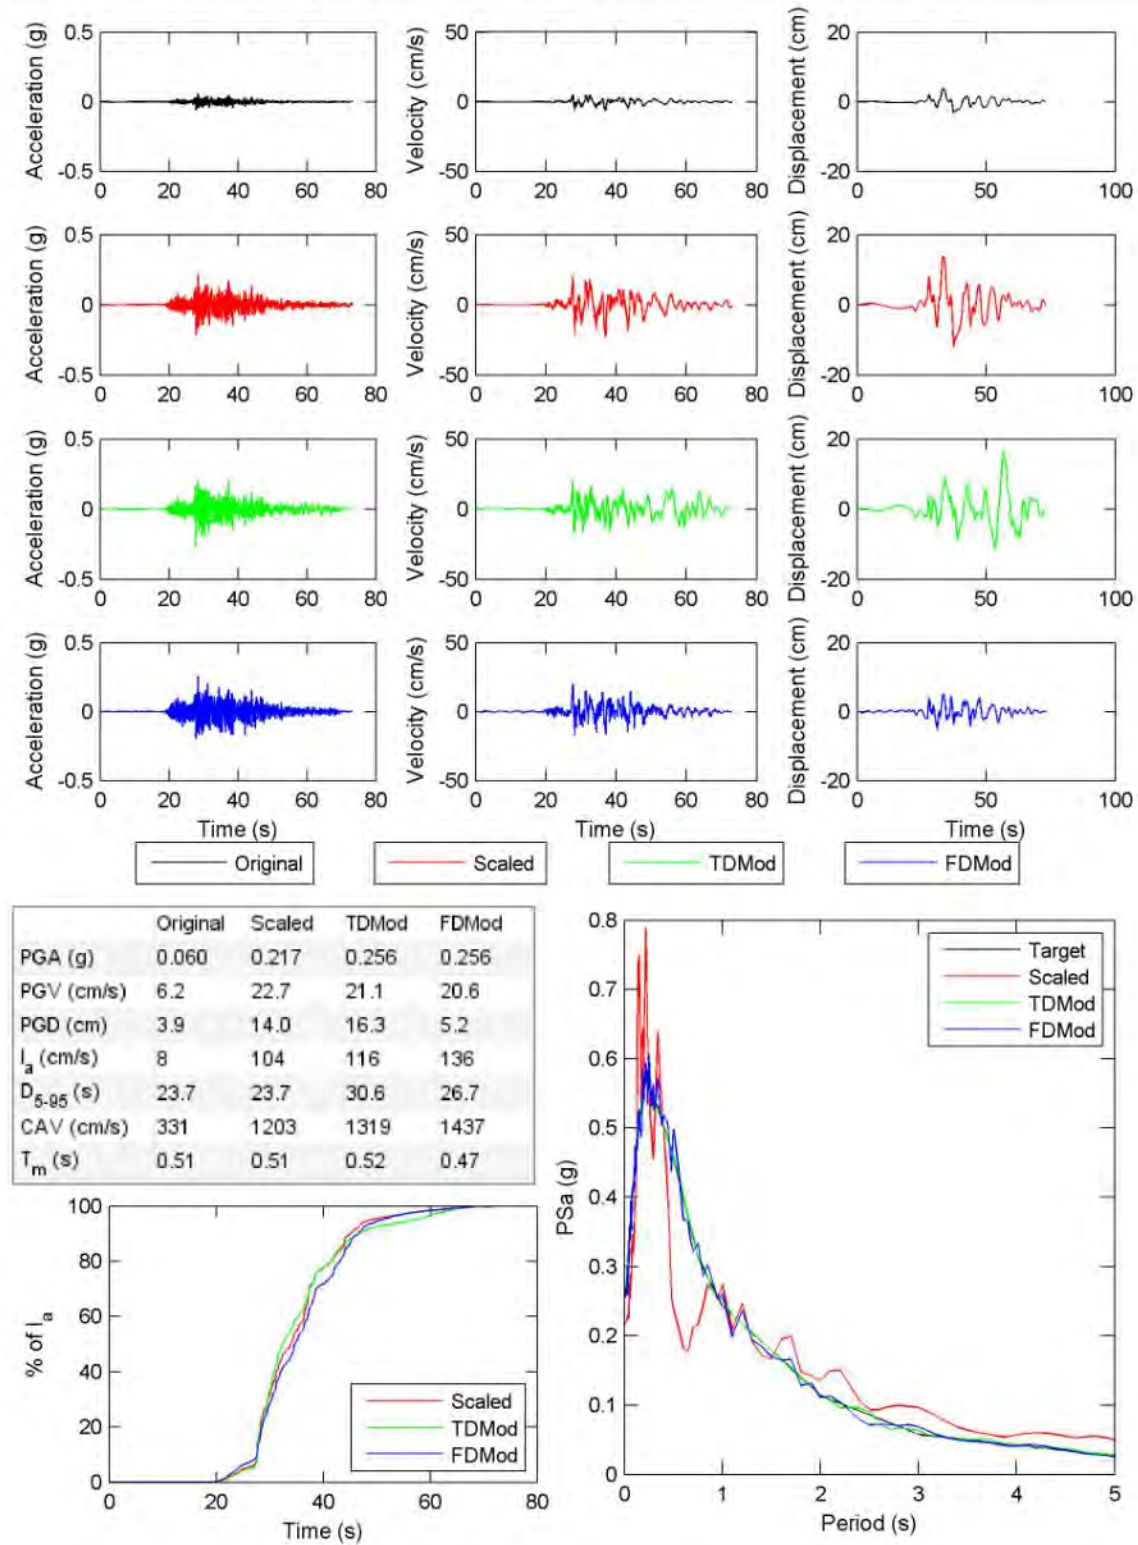 Acceleration (g)
0.5
0
-0.5
0 20 40 60 80
Velocity (cm/s)
50
0
-50
0 20 40 60 80
Displacement (cm)
20
0
-20
0 50 100
Acceleration (g)
0.5
0
-0.5
0 20 40 60 80
Velocity (cm/s)
50
0
-50
0 20 40 60 80
Displacement (cm)
20
0
-20
0 50 100
Acceleration (g)
0.5
0
-0.5
0 20 40 60 80
Velocity (cm/s)
50
0
-50
0 20 40 60 80
Displacement (cm)
20
0
-20
0 50 100
Acceleration (g)
0.5
0
-0.5
0 20 40 60 80
Time (s)
Velocity (cm/s)
50
0
-50
0 20 40 60 80
Time (s)
Displacement (cm)
20
0
-20
0 50 100
Time (s)
Original Scaled TDMod FDMod
Original Scaled TDMod FDMod
PGA (g) 0.060 0.217 0.256 0.256
PGV (cm/s) 6.2 22.7 21.1 20.6
PGD (cm) 3.9 14.0 16.3 5.2
Ia (cm/s) 8 104 116 136
D5-95 (s) 23.7 23.7 30.6 26.7
CAV (cm/s) 331 1203 1319 1437
Tm (s) 0.51 0.51 0.52 0.47
% of Ia
100
80
60
40
20
0
0 20 40 60 80
Time (s)
Scaled
TDMod
FDMod
PSa (g)
0.8
0.7
0.6
0.5
0.4
0.3
0.2
0.1
0
0 1 2 3 4 5
Period (s)
Target
Scaled
TDMod
FDMod